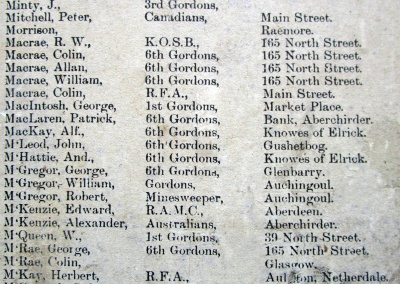 Minty, J., 3rd Gordons,
Mitchell, Peter, Canadians, Main Street.
Morrison. Raemore.
Macrae, R. W., K.O.S.B., 165 North Street.
Macrae, Colin, 6th Gordons, 165 North Street.
Macrae, Allan, 6th Gordons, 165 North Street.
Macrae, William, 6th Gordons, 165 North Street.
Macrae, Colin, R.F.A., Main Street.
MacIntosh, George, 1st Gordons, Market Place.
MacLaren, Patrick, 6th Gordons, Bank, Aberchirder.
MacKay, Alf., 6th Gordons, Knowes of Elrick.
M‘Leod, John, 6th Gordons, Gushetbog.
M‘Hattie, And., 6th Gordons, Knowes of Elrick.
M‘Gregor, George, 6th Gordons, Glenbarry.
M‘Gregor, William, Gordons, Auchingoul.
M‘Gregor, Robert, Minesweeper, Auchingoul.
M‘Kenzie, Edward, R.A.M.C., Aberdeen.
M‘Kenzie, Alexander, Australians, Aberchirder.
M‘Queen, W., 1st Gordons, 39 North Street.
M‘Rae, George, 6th Gordons, 165 North Street.
M‘Rae, Colin, Glasgow.
M‘Kay, Herbert, R.F.A., Netherdale.